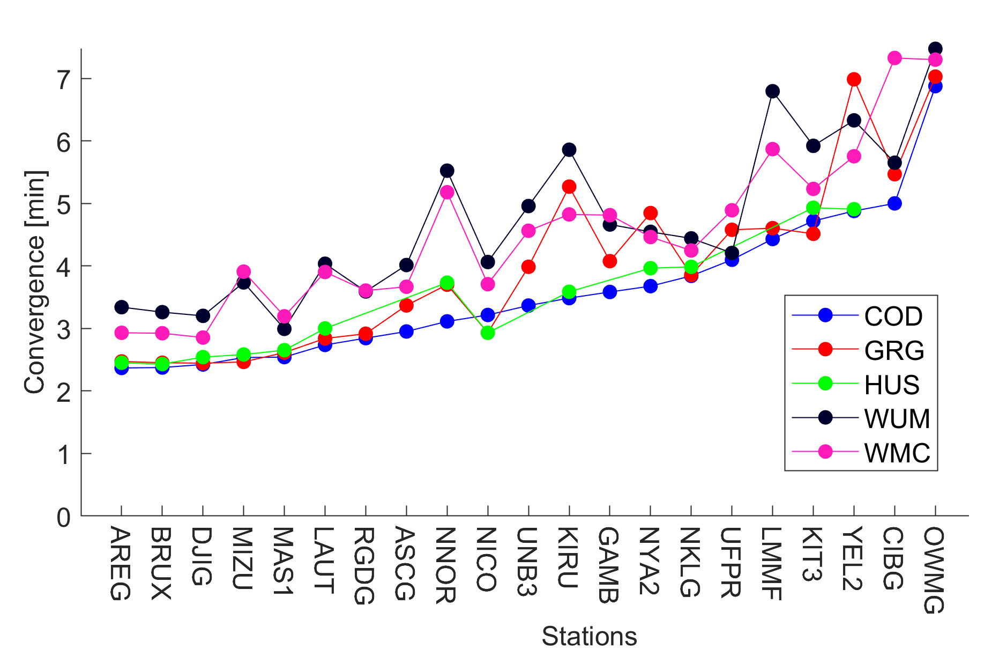 Convergence [min]
7
6
5
4
3
2
1
0
AREG
BRUX
DJIG
MIZU
MAS1
LAUT
RGDG
ASCG
NNOR
NICO
UNB3
KIRU
GAMB
NYA2
NKLG
UFPR
LMMF
KIT3
YEL2
CIBG
OWMG
Stations
COD
GRG
HUS
WUM
WMC